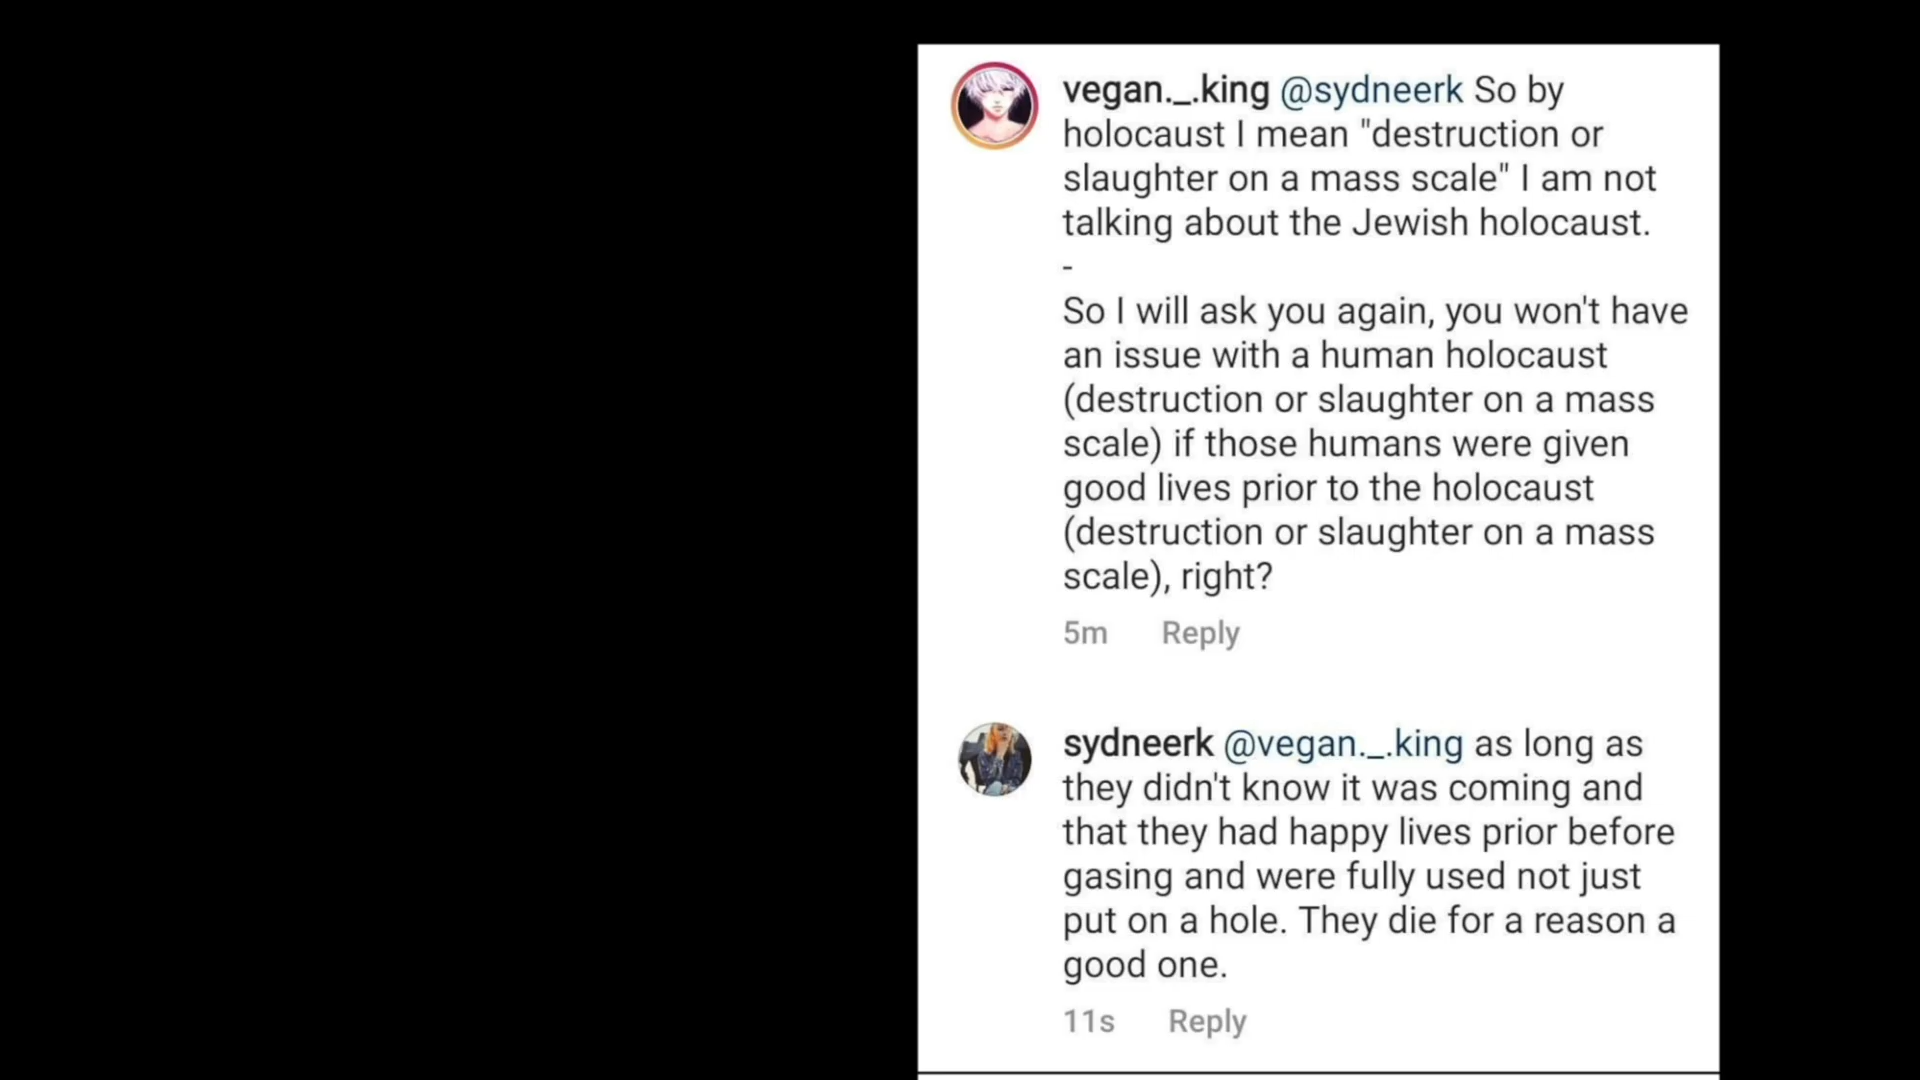 vegan._.king @sydneerk So by
holocaust I mean "destruction or
slaughter on a mass scale" I am not
talking about the Jewish holocaust.
-
So I will ask you again, you won't have
an issue with a human holocaust
(destruction or slaughter on a mass
scale) if those humans were given
good lives prior to the holocaust
(destruction or slaughter on a mass
scale), right?
5m Reply
sydneerk @vegan._.king as long as
they didn't know it was coming and
that they had happy lives prior before
gasing and were fully used not just
put on a hole. They die for a reason a
good one.
11s Reply